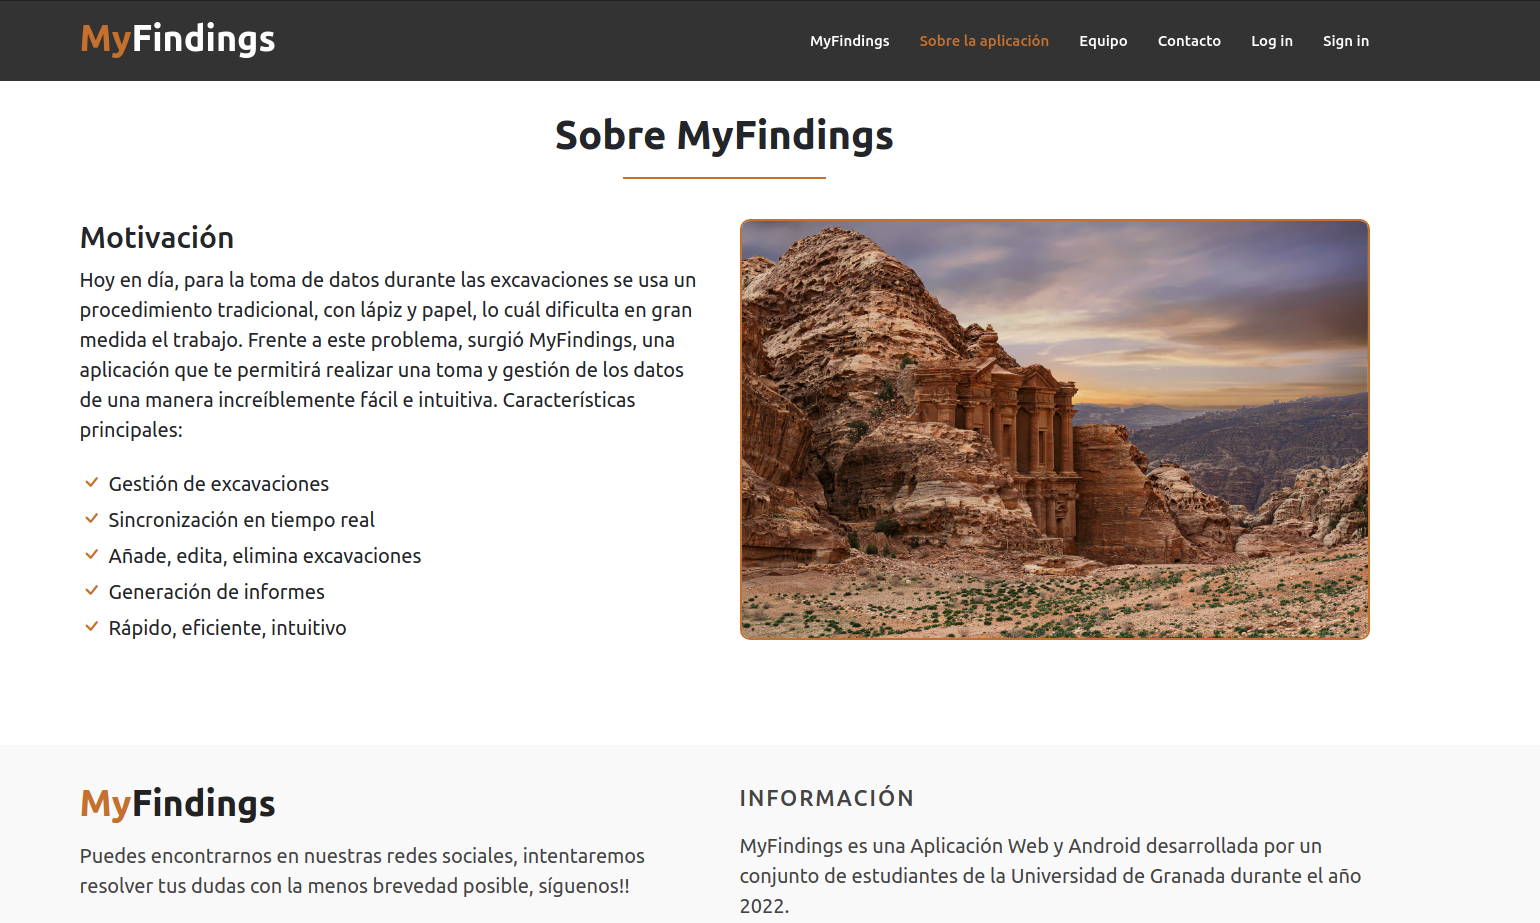 MyFindings
MyFindings Sobre la aplicación Equipo Contacto Log in Sign in
Sobre MyFindings
Motivación
Hoy en día, para la toma de datos durante las excavaciones se usa un
procedimiento tradicional, con lápiz y papel, lo cuál dificulta en gran
medida el trabajo. Frente a este problema, surgió MyFindings, una
aplicación que te permitirá realizar una toma y gestión de los datos
de una manera increíblemente fácil e intuitiva. Características
principales:
Gestión de excavaciones
Sincronización en tiempo real
Añade, edita, elimina excavaciones
Generación de informes
Rápido, eficiente, intuitivo
MyFindings
Puedes encontrarnos en nuestras redes sociales, intentaremos
resolver tus dudas con la menos brevedad posible, síguenos!!
INFORMACIÓN
MyFindings es una Aplicación Web y Android desarrollada por un
conjunto de estudiantes de la Universidad de Granada durante el año
2022.